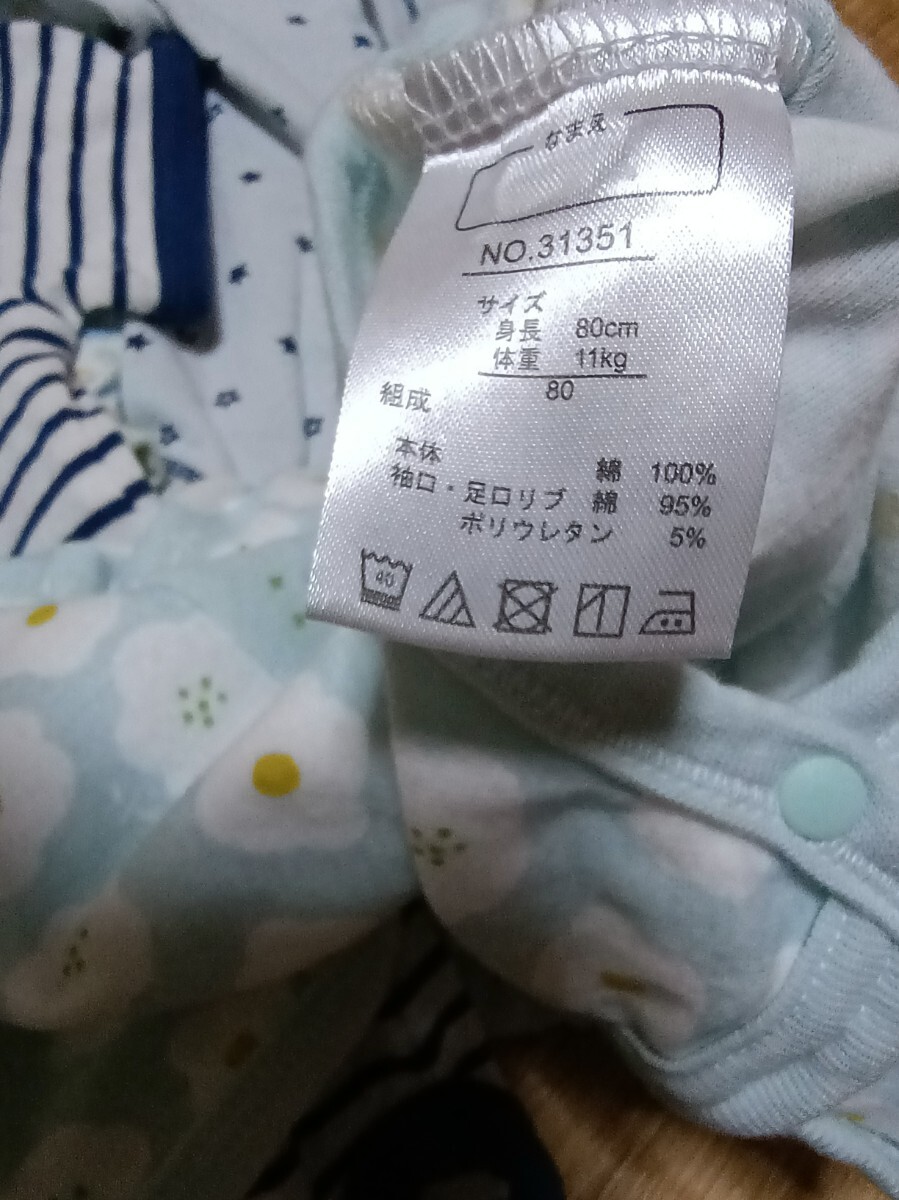 なまえ
NO.31351
サイズ
身長 80cm
体重 11kg
80
組成
本体 綿 100%
袖口・足口リブ 綿 95%
ポリウレタン 5%
40